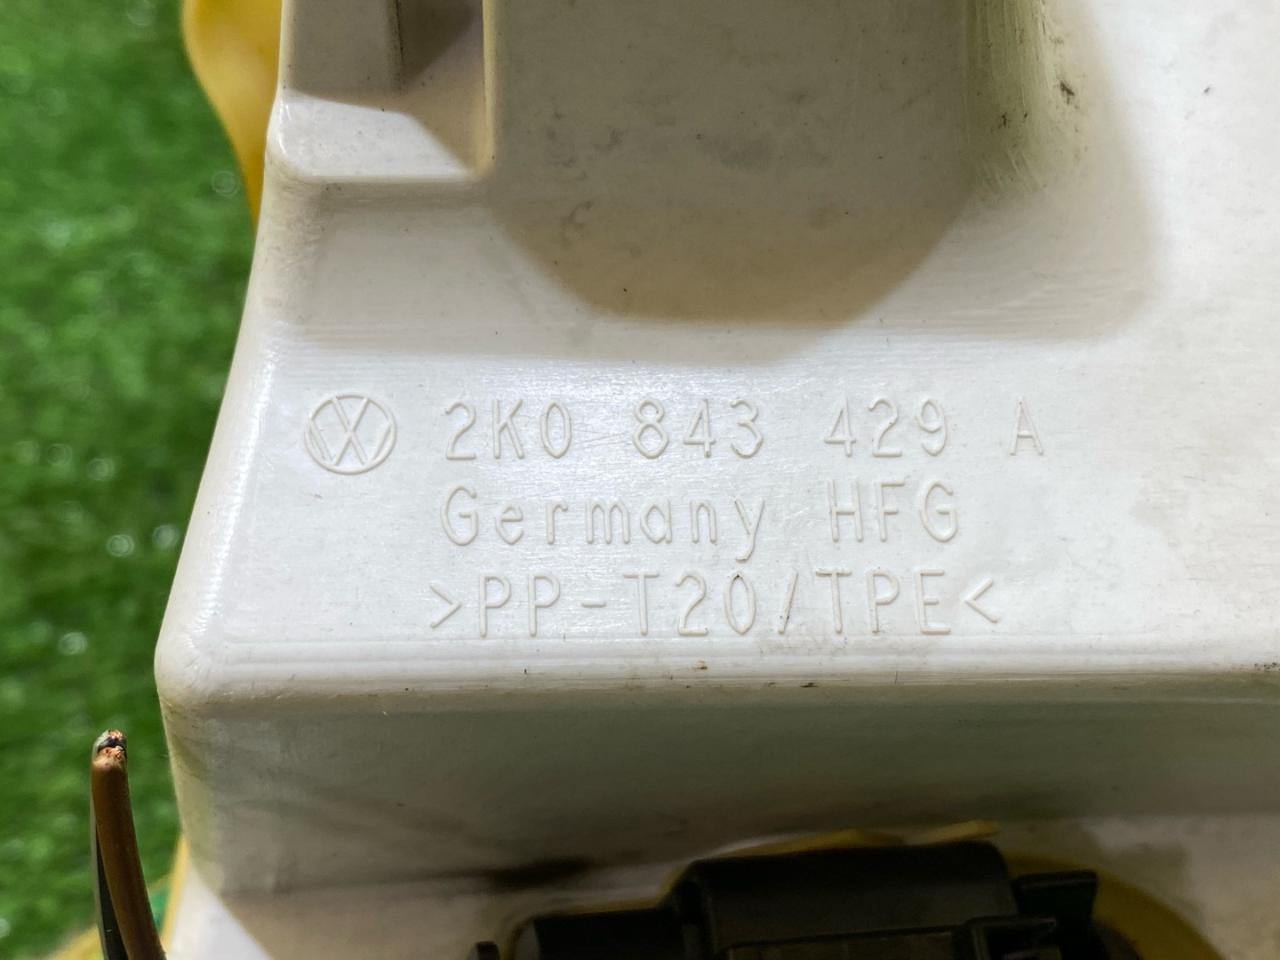 2K0 843 429 A
Germany HFG
>PP-T20/TPE<